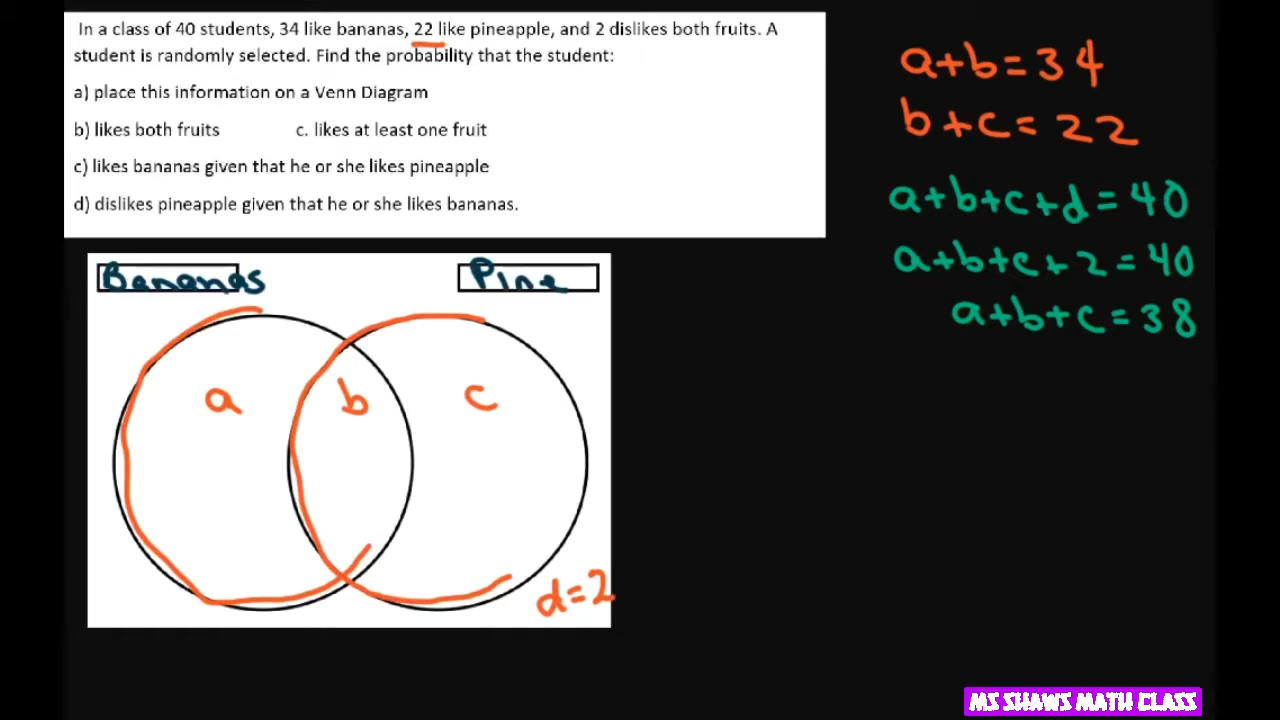 In a class of 40 students, 34 like bananas, 22 like pineapple, and 2 dislikes both fruits. A
student is randomly selected. Find the probability that the student:
a) place this information on a Venn Diagram
b) likes both fruits c. likes at least one fruit
c) likes bananas given that he or she likes pineapple
d) dislikes pineapple given that he or she likes bananas.
a+b=34
b+c=22
a+b+c+d=40
a+b+c+2=40
a+b+c=38
Bananas Pine
a b c
d=2
MS SHAWS MATH CLASS